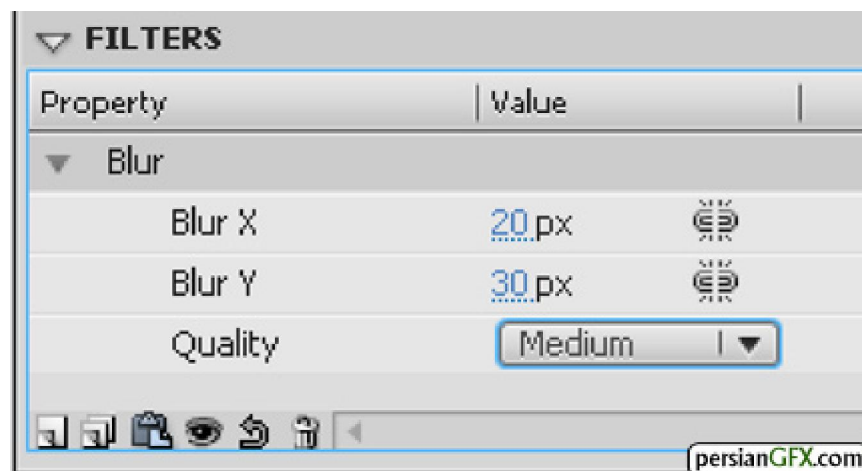 FILTERS
Property Value
Blur
Blur X 20 px
Blur Y 30 px
Quality Medium
persianGFX.com